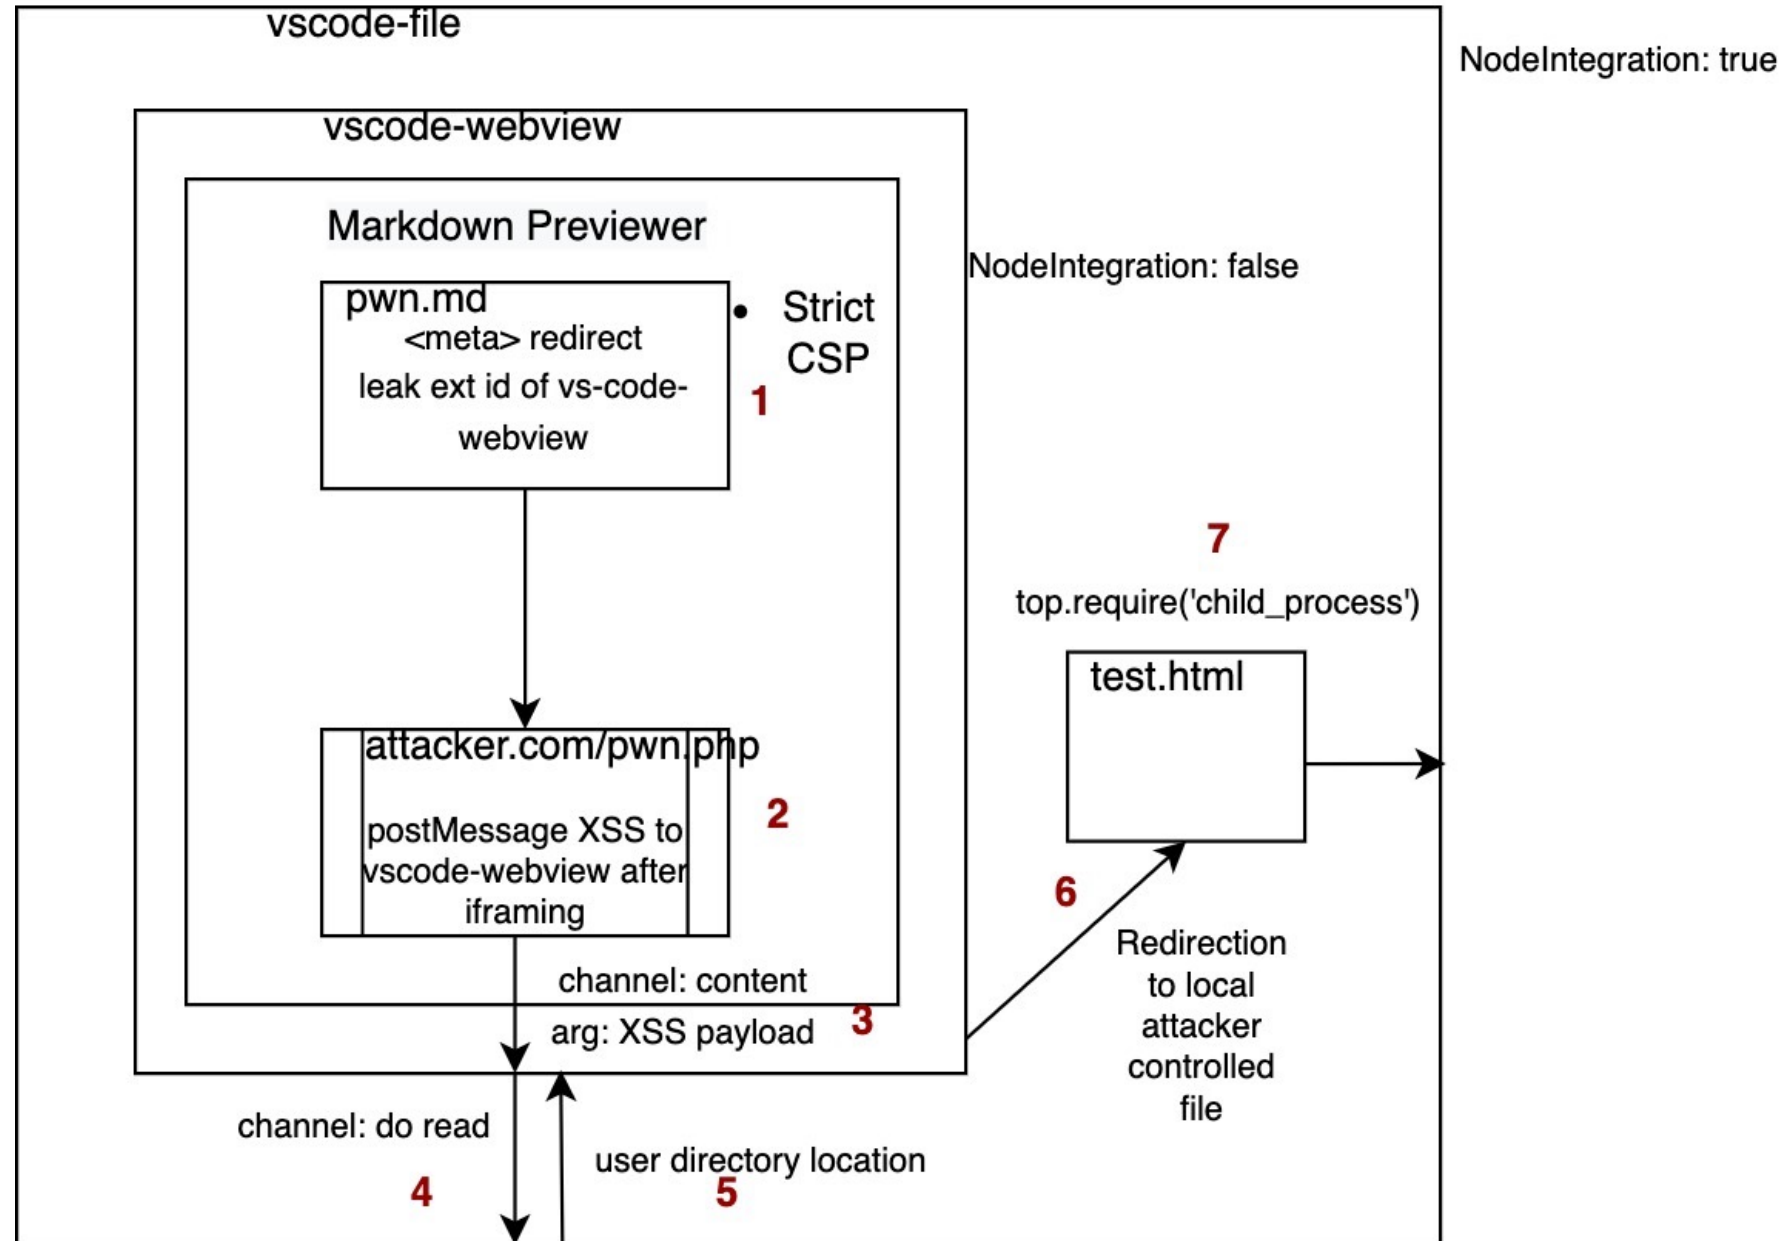 vscode-file
NodeIntegration: true
vscode-webview
Markdown Previewer
NodeIntegration: false
pwn.md
<meta> redirect
leak ext id of vs-code-
webview
• Strict
CSP
1
7
top.require('child_process')
test.html
attacker.com/pwn.php
2
postMessage XSS to
vscode-webview after
iframing
6
Redirection
to local
attacker
controlled
file
channel: content
3
arg: XSS payload
channel: do read
4
user directory location
5